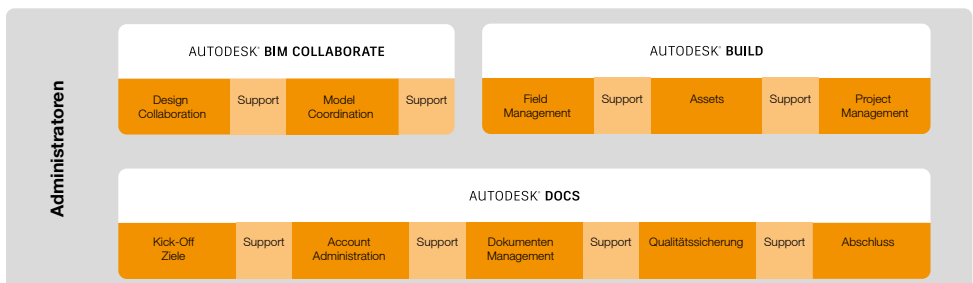 Administratoren
AUTODESK® BIM COLLABORATE
Design
Collaboration
Support
Model
Coordination
Support
AUTODESK® BUILD
Field
Management
Support
Assets
Support
Project
Management
AUTODESK® DOCS
Kick-Off
Ziele
Support
Account
Administration
Support
Dokumenten
Management
Support
Qualitätssicherung
Support
Abschluss